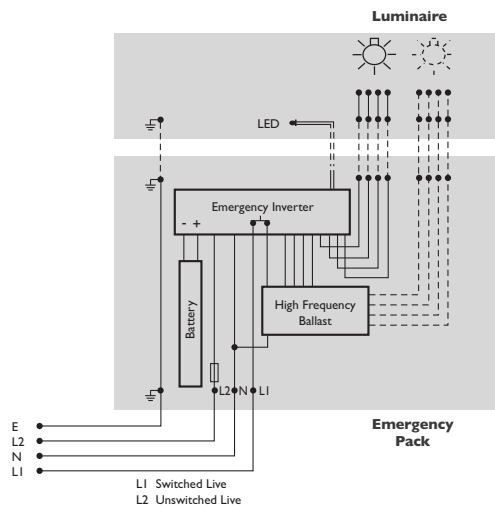 Luminaire
LED
Emergency Inverter
- +
Battery
High Frequency
Ballast
L2 N L1
Emergency
Pack
E
L2
N
L1
L1 Switched Live
L2 Unswitched Live